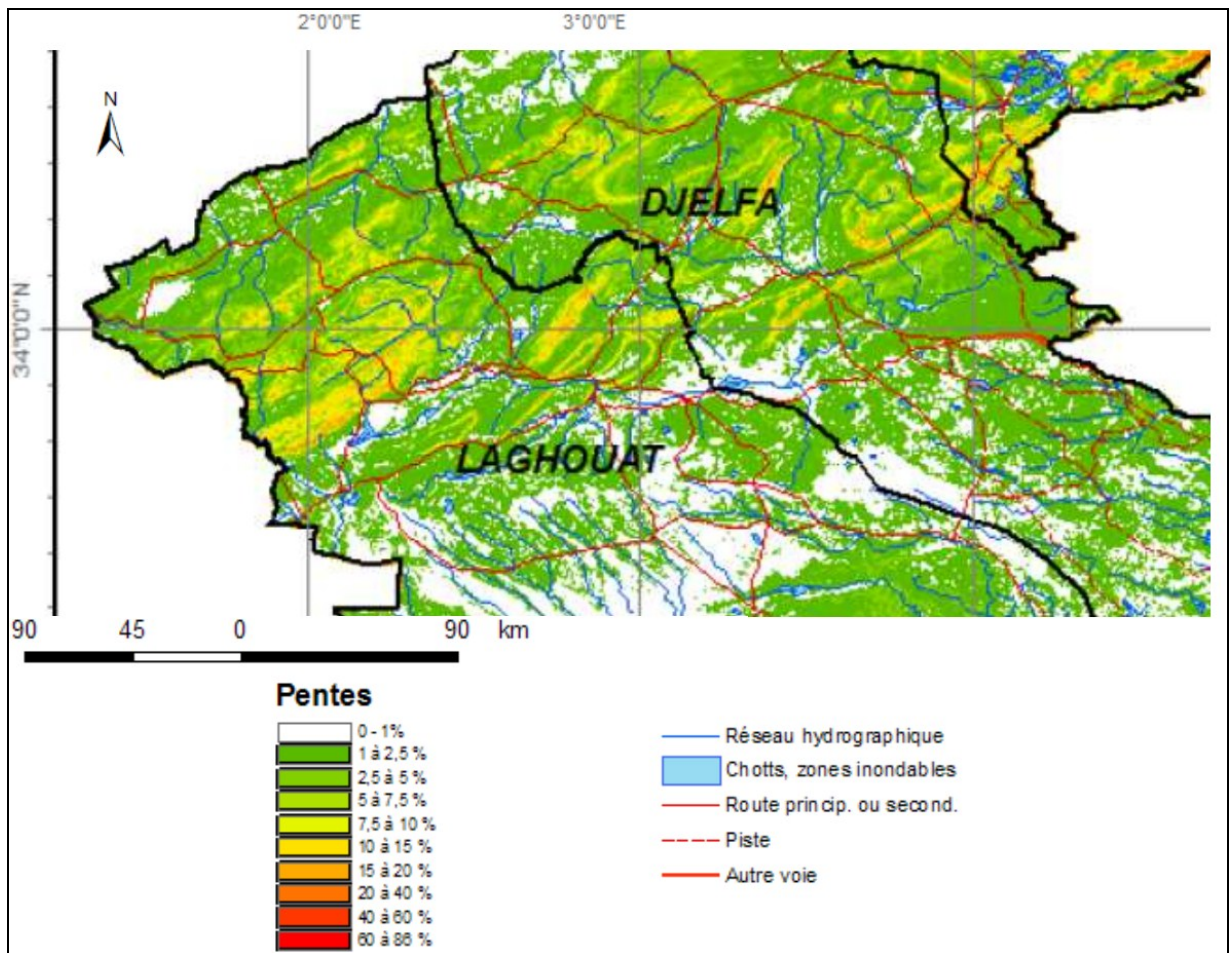 2°0'0"E
3°0'0"E
N
34°0'0"N
DJELFA
LAGHOUAT
90 45 0 90 km
Pentes
0 - 1%
1 à 2,5 %
2,5 à 5 %
5 à 7,5 %
7,5 à 10 %
10 à 15 %
15 à 20 %
20 à 40 %
40 à 60 %
60 à 86 %
Réseau hydrographique
Chotts, zones inondables
Route princip. ou second.
Piste
Autre voie